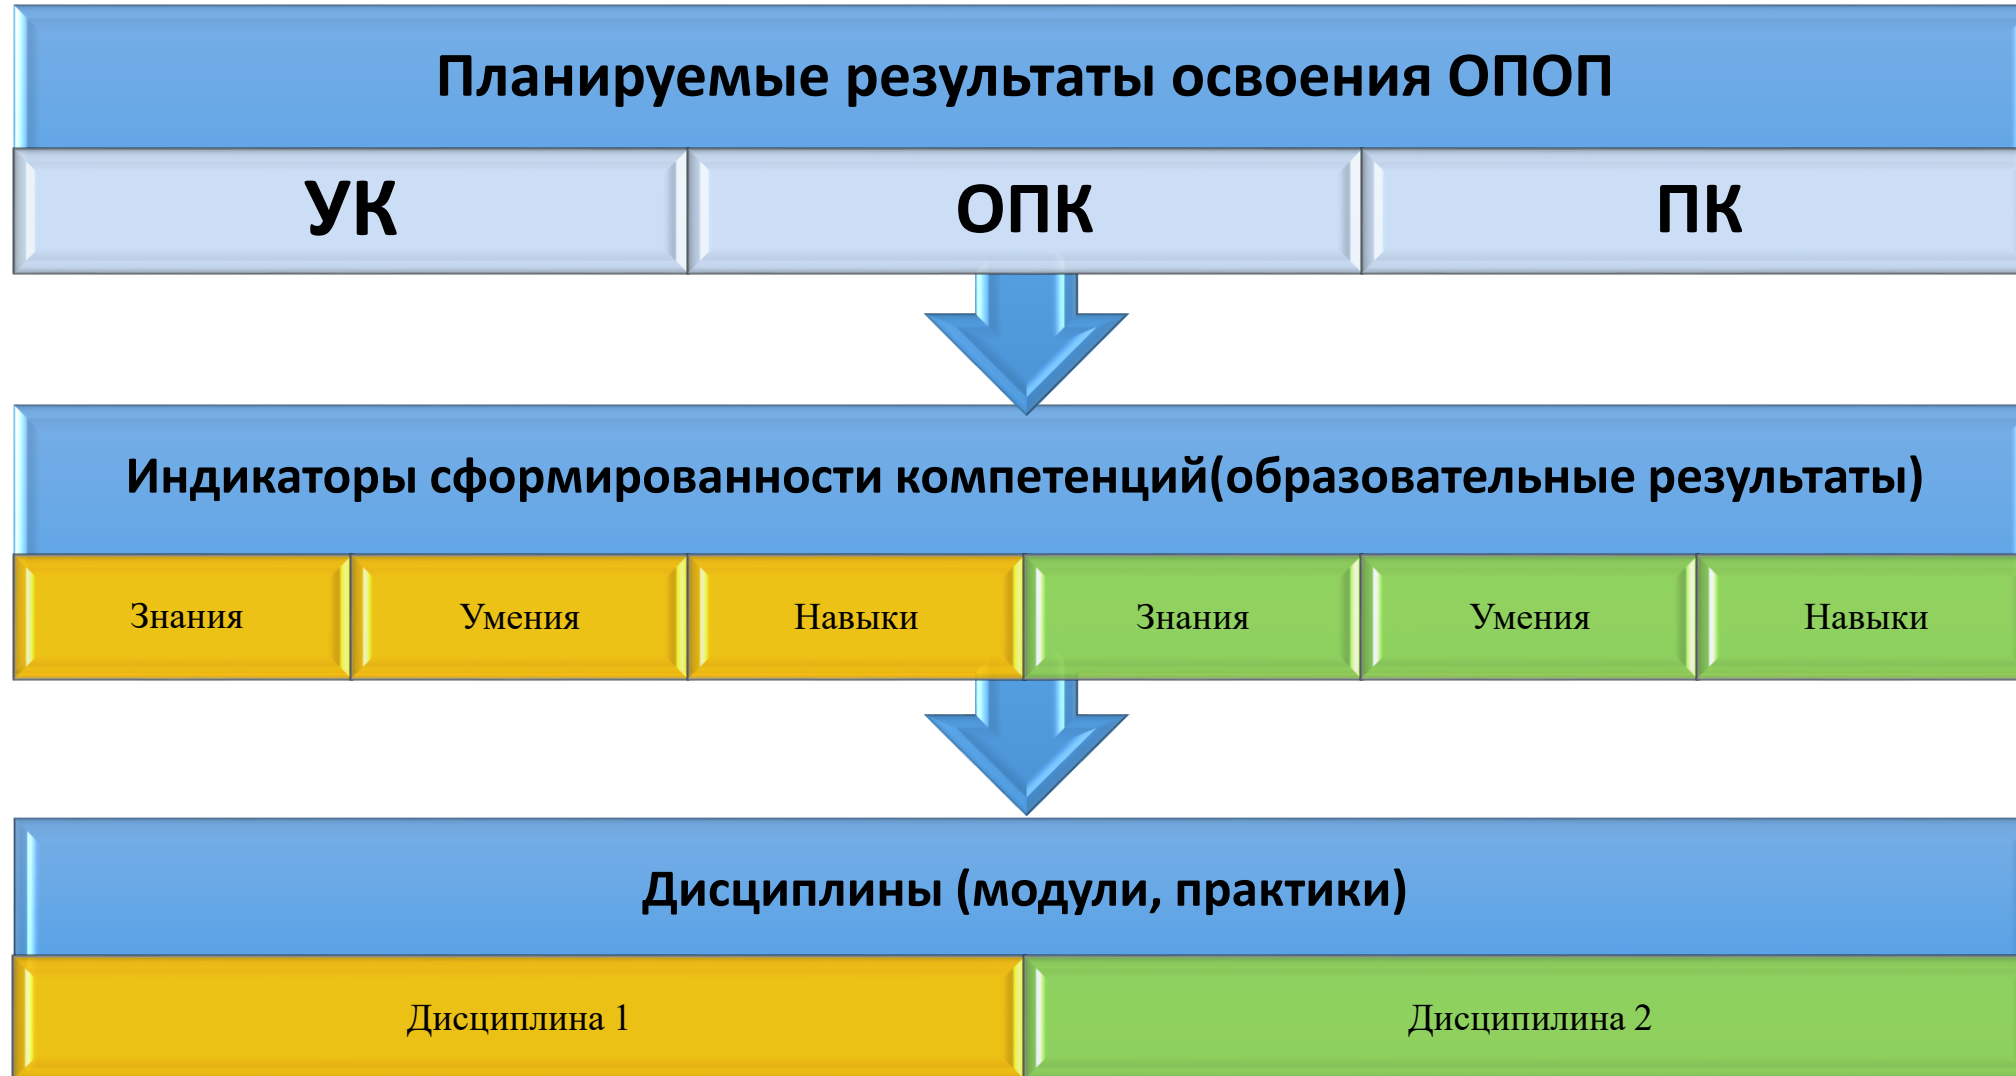 Планируемые результаты освоения ОПОП
УК ОПК ПК
Индикаторы сформированности компетенций(образовательные результаты)
Знания Умения Навыки Знания Умения Навыки
Дисциплины (модули, практики)
Дисциплина 1 Дисципилина 2